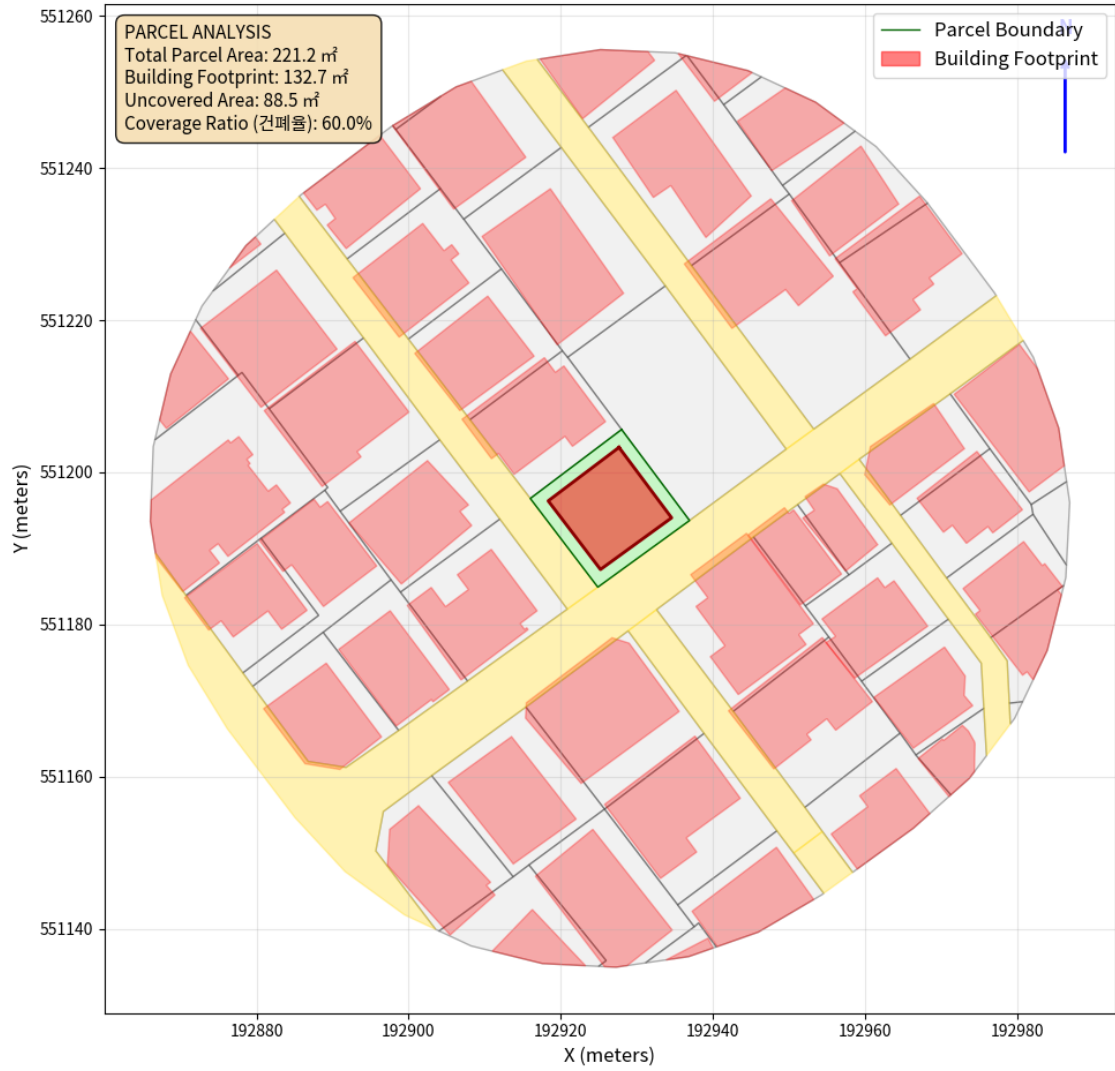 PARCEL ANALYSIS
Total Parcel Area: 221.2 ㎡
Building Footprint: 132.7 ㎡
Uncovered Area: 88.5 ㎡
Coverage Ratio (건폐율): 60.0%
N
Parcel Boundary
Building Footprint
551260
551240
551220
551200
551180
551160
551140
Y (meters)
192880
192900
192920
192940
192960
192980
X (meters)